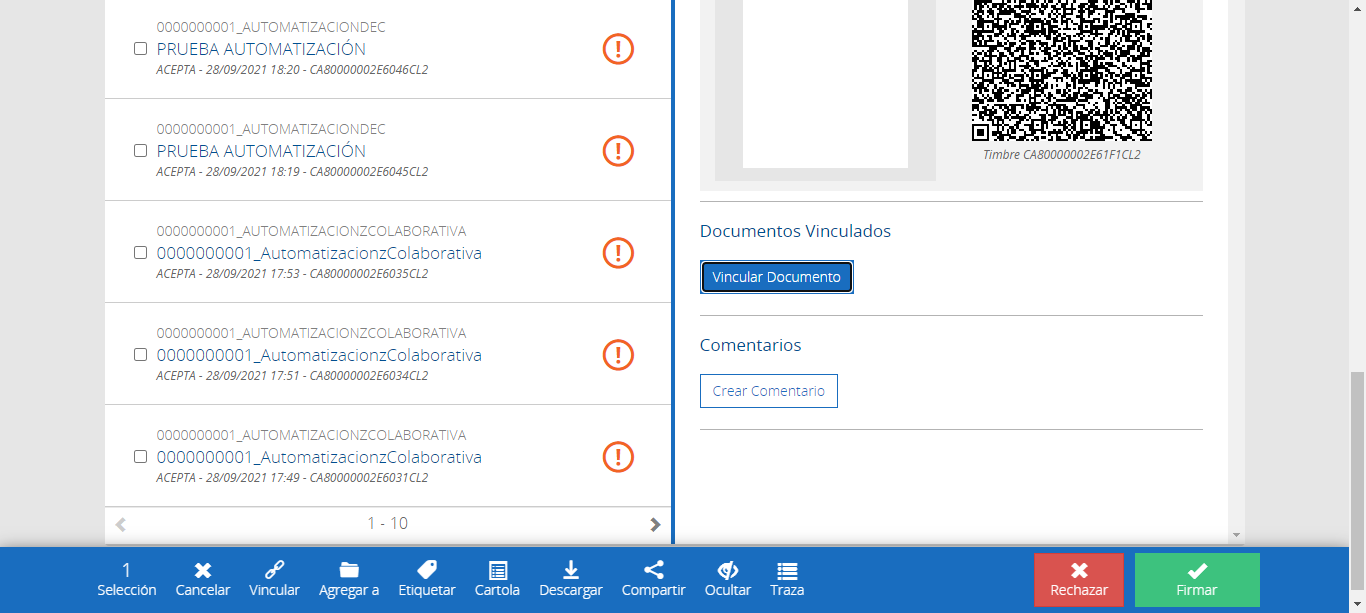 0000000001_AUTOMATIZACIONDEC
PRUEBA AUTOMATIZACIÓN
ACEPTA - 28/09/2021 18:20 - CA80000002E6046CL2
0000000001_AUTOMATIZACIONDEC
PRUEBA AUTOMATIZACIÓN
ACEPTA - 28/09/2021 18:19 - CA80000002E6045CL2
0000000001_AUTOMATIZACIONZCOLABORATIVA
0000000001_AutomatizacionzColaborativa
ACEPTA - 28/09/2021 17:53 - CA80000002E6035CL2
0000000001_AUTOMATIZACIONZCOLABORATIVA
0000000001_AutomatizacionzColaborativa
ACEPTA - 28/09/2021 17:51 - CA80000002E6034CL2
0000000001_AUTOMATIZACIONZCOLABORATIVA
0000000001_AutomatizacionzColaborativa
ACEPTA - 28/09/2021 17:49 - CA80000002E6031CL2
1 - 10
Timbre CA80000002E61F1CL2
Documentos Vinculados
Vincular Documento
Comentarios
Crear Comentario
1
Selección
Cancelar
Vincular
Agregar a
Etiquetar
Cartola
Descargar
Compartir
Ocultar
Traza
Rechazar
Firmar